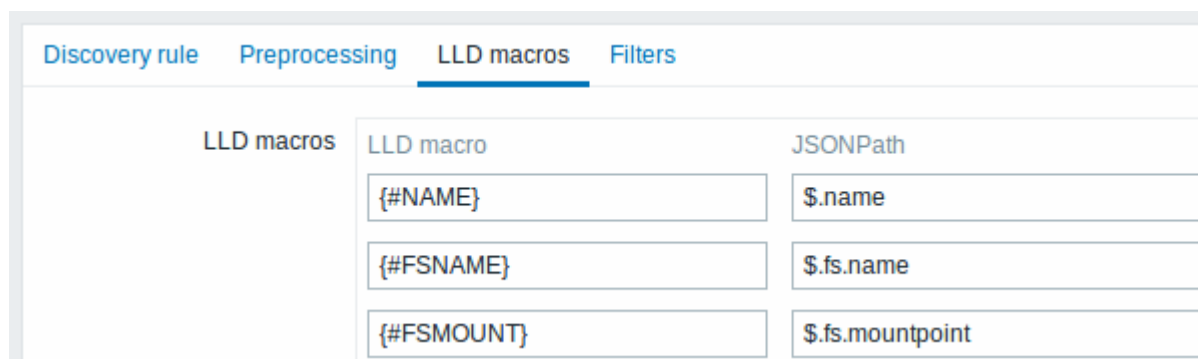 Discovery rule Preprocessing LLD macros Filters
LLD macros LLD macro JSONPath
{#NAME} $.name
{#FSNAME} $.fs.name
{#FSMOUNT} $.fs.mountpoint